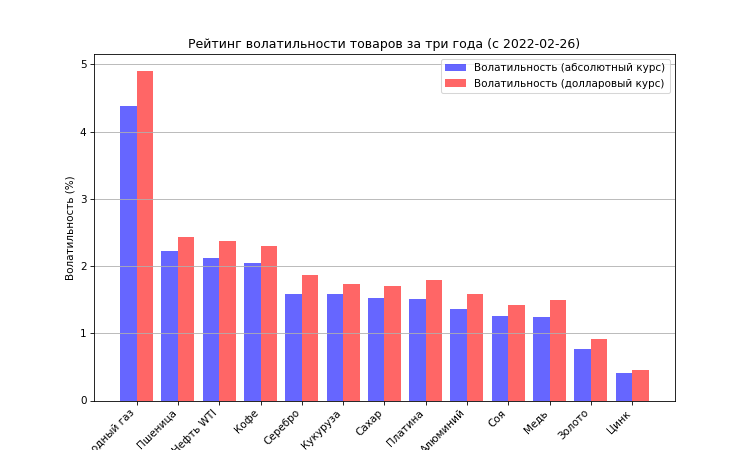 Рейтинг волатильности товаров за три года (с 2022-02-26)
Волатильность (абсолютный курс)
Волатильность (долларовый курс)
Волатильность (%)
5
4
3
2
1
0
одный газ
Пшеница
Нефть WTI
Кофе
Серебро
Кукуруза
Сахар
Платина
Алюминий
Соя
Медь
Золото
Цинк